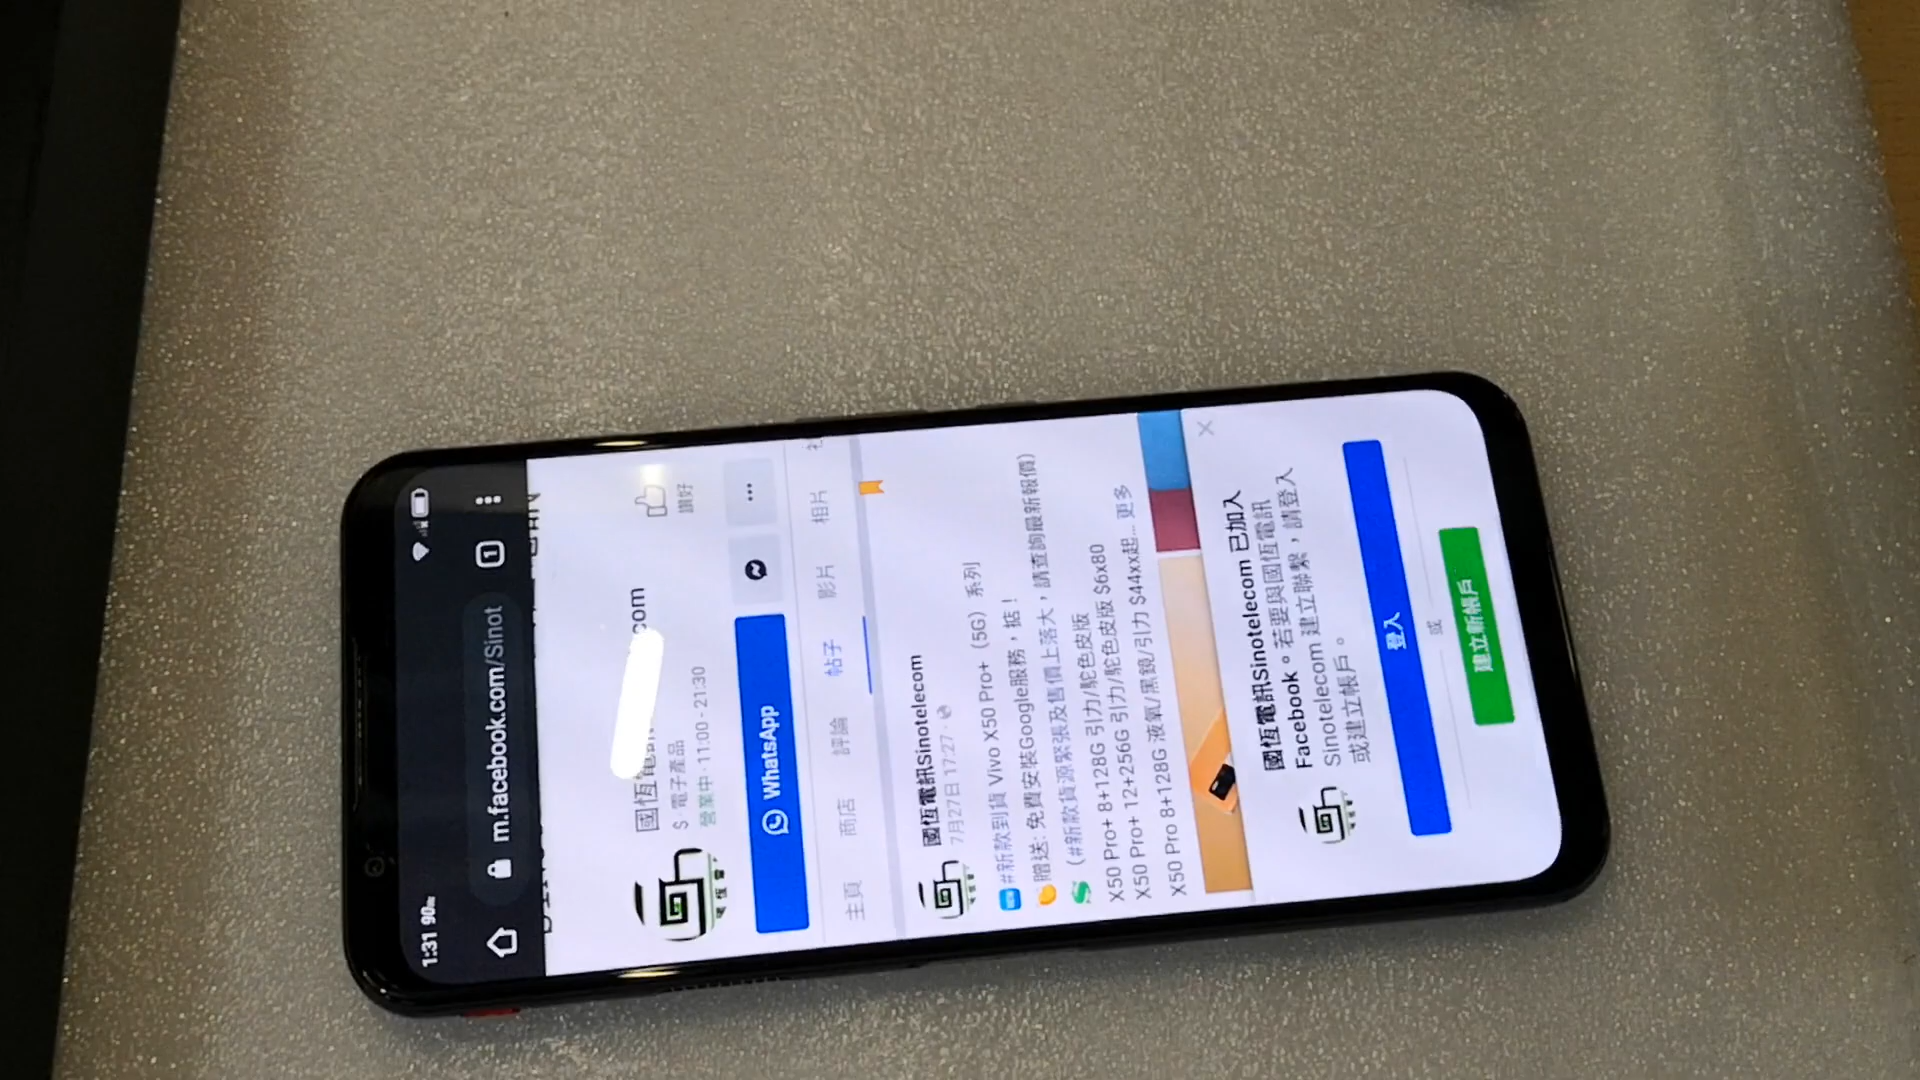 1:31 90Hz
m.facebook.com/Sinot
1
國恆電訊
com
讚好
$ · 電子產品
營業中 · 11:00 - 21:30
WhatsApp
主頁 商店 評論 帖子 影片 相片
國恆電訊Sinotelecom
7月27日 17:27
#新款到貨 Vivo X50 Pro+ (5G) 系列
贈送: 免費安裝Google服務，掂！
(#新款貨源緊張及售價上落大，請查詢最新報價)
X50 Pro+ 8+128G 引力/駝色皮版
X50 Pro+ 12+256G 引力/駝色皮版 $6x80
X50 Pro 8+128G 液氧/黑鏡/引力 $44xx起... 更多
國恆電訊Sinotelecom 已加入
Facebook。若要與國恆電訊
Sinotelecom 建立聯繫，請登入
或建立帳戶。
登入
或
建立新帳戶